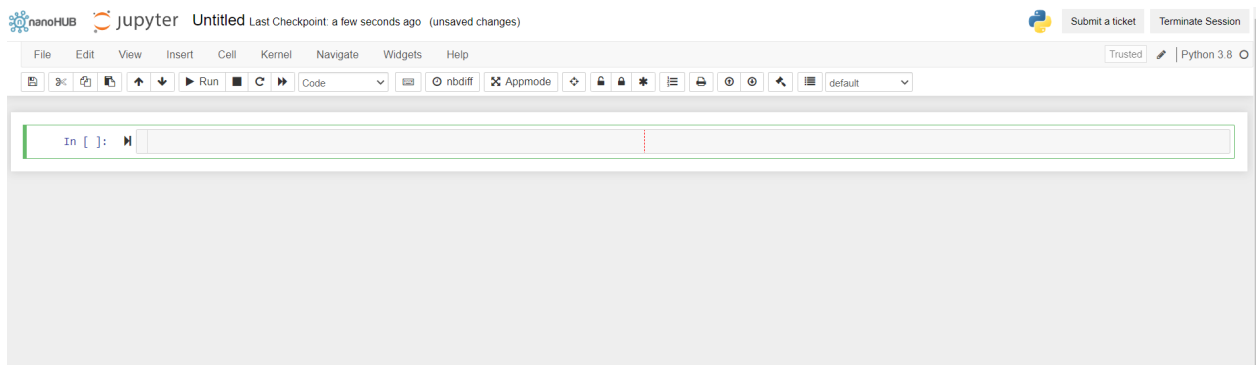 nanoHUB jupyter Untitled Last Checkpoint: a few seconds ago (unsaved changes) Submit a ticket Terminate Session
File Edit View Insert Cell Kernel Navigate Widgets Help Trusted Python 3.8
Run Code nbdiff Appmode default
In [ ]: